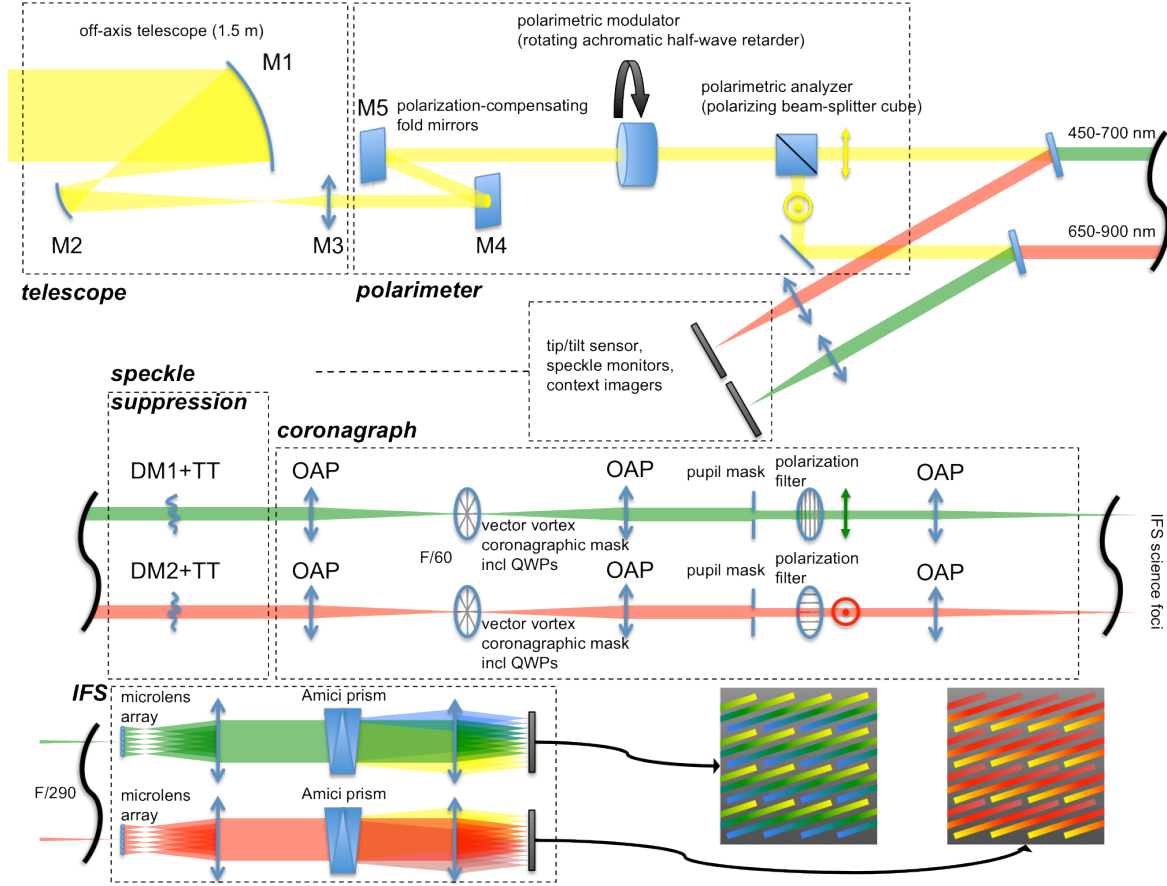 off-axis telescope (1.5 m)
M1
M2
M3
telescope
polarimetric modulator
(rotating achromatic half-wave retarder)
M5
polarization-compensating
fold mirrors
polarimetric analyzer
(polarizing beam-splitter cube)
M4
polarimeter
450-700 nm
650-900 nm
tip/tilt sensor,
speckle monitors,
context imagers
speckle
suppression
coronagraph
DM1+TT
OAP
OAP
pupil mask
polarization
filter
OAP
vector vortex
coronagraphic mask
incl QWPs
F/60
DM2+TT
OAP
OAP
pupil mask
polarization
filter
OAP
vector vortex
coronagraphic mask
incl QWPs
IFS science foci
IFS
microlens
array
Amici prism
F/290
microlens
array
Amici prism